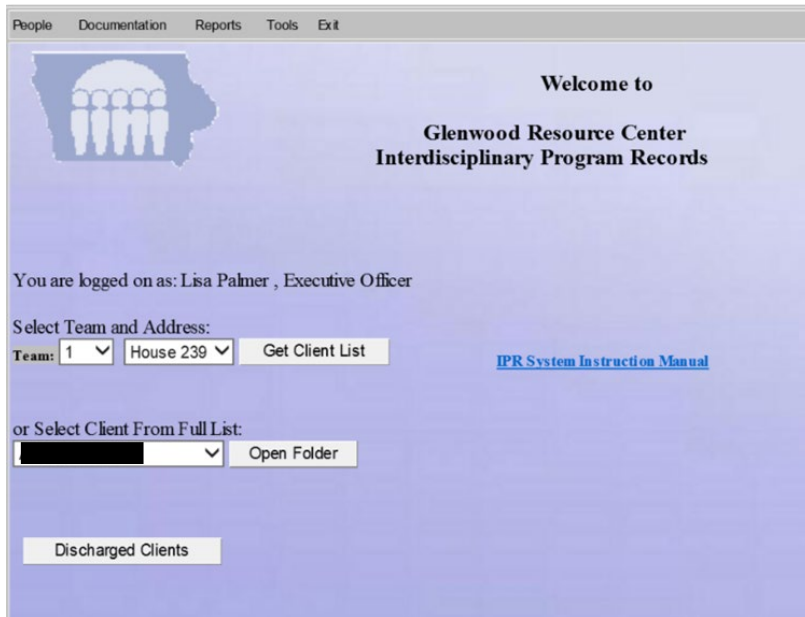 People Documentation Reports Tools Exit
Welcome to
Glenwood Resource Center
Interdisciplinary Program Records
You are logged on as: Lisa Palmer , Executive Officer
Select Team and Address:
Team: 1 House 239 Get Client List
IPR System Instruction Manual
or Select Client From Full List:
Open Folder
Discharged Clients